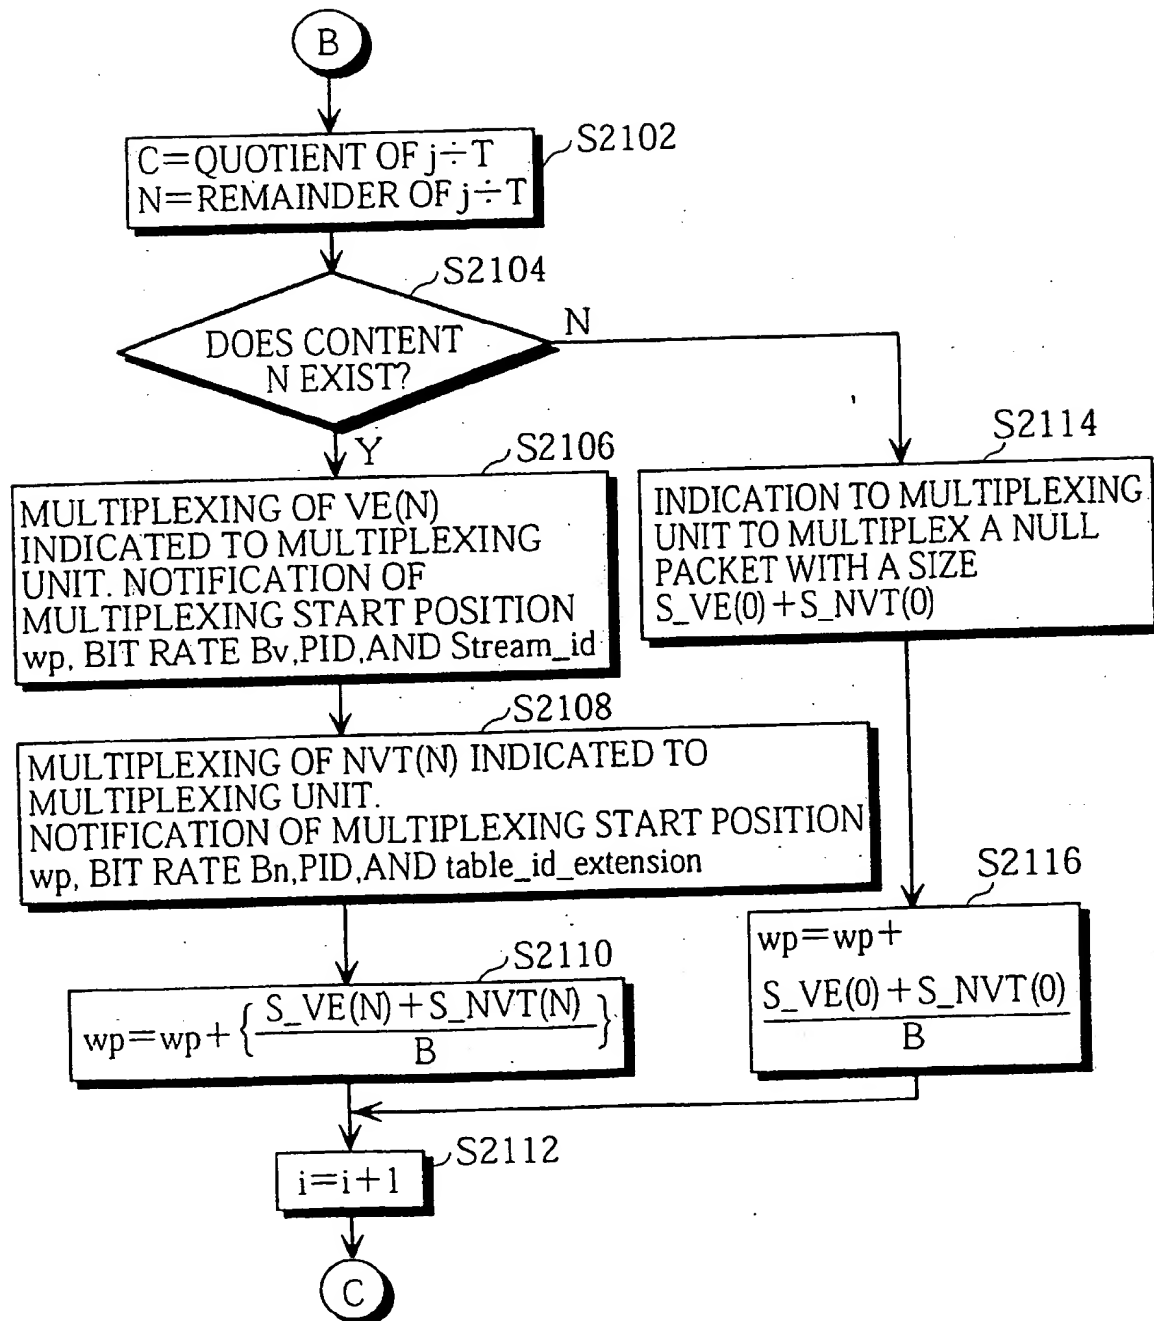 B
S2102
C=QUOTIENT OF j÷T
N=REMAINDER OF j÷T
S2104
DOES CONTENT
N EXIST?
N
Y
S2106
MULTIPLEXING OF VE(N)
INDICATED TO MULTIPLEXING
UNIT. NOTIFICATION OF
MULTIPLEXING START POSITION
wp, BIT RATE Bv,PID,AND Stream_id
S2114
INDICATION TO MULTIPLEXING
UNIT TO MULTIPLEX A NULL
PACKET WITH A SIZE
S_VE(0)+S_NVT(0)
S2108
MULTIPLEXING OF NVT(N) INDICATED TO
MULTIPLEXING UNIT.
NOTIFICATION OF MULTIPLEXING START POSITION
wp, BIT RATE Bn,PID,AND table_id_extension
S2110
wp=wp+{S_VE(N)+S_NVT(N)
B}
S2116
wp=wp+
S_VE(0)+S_NVT(0)
B
S2112
i=i+1
C